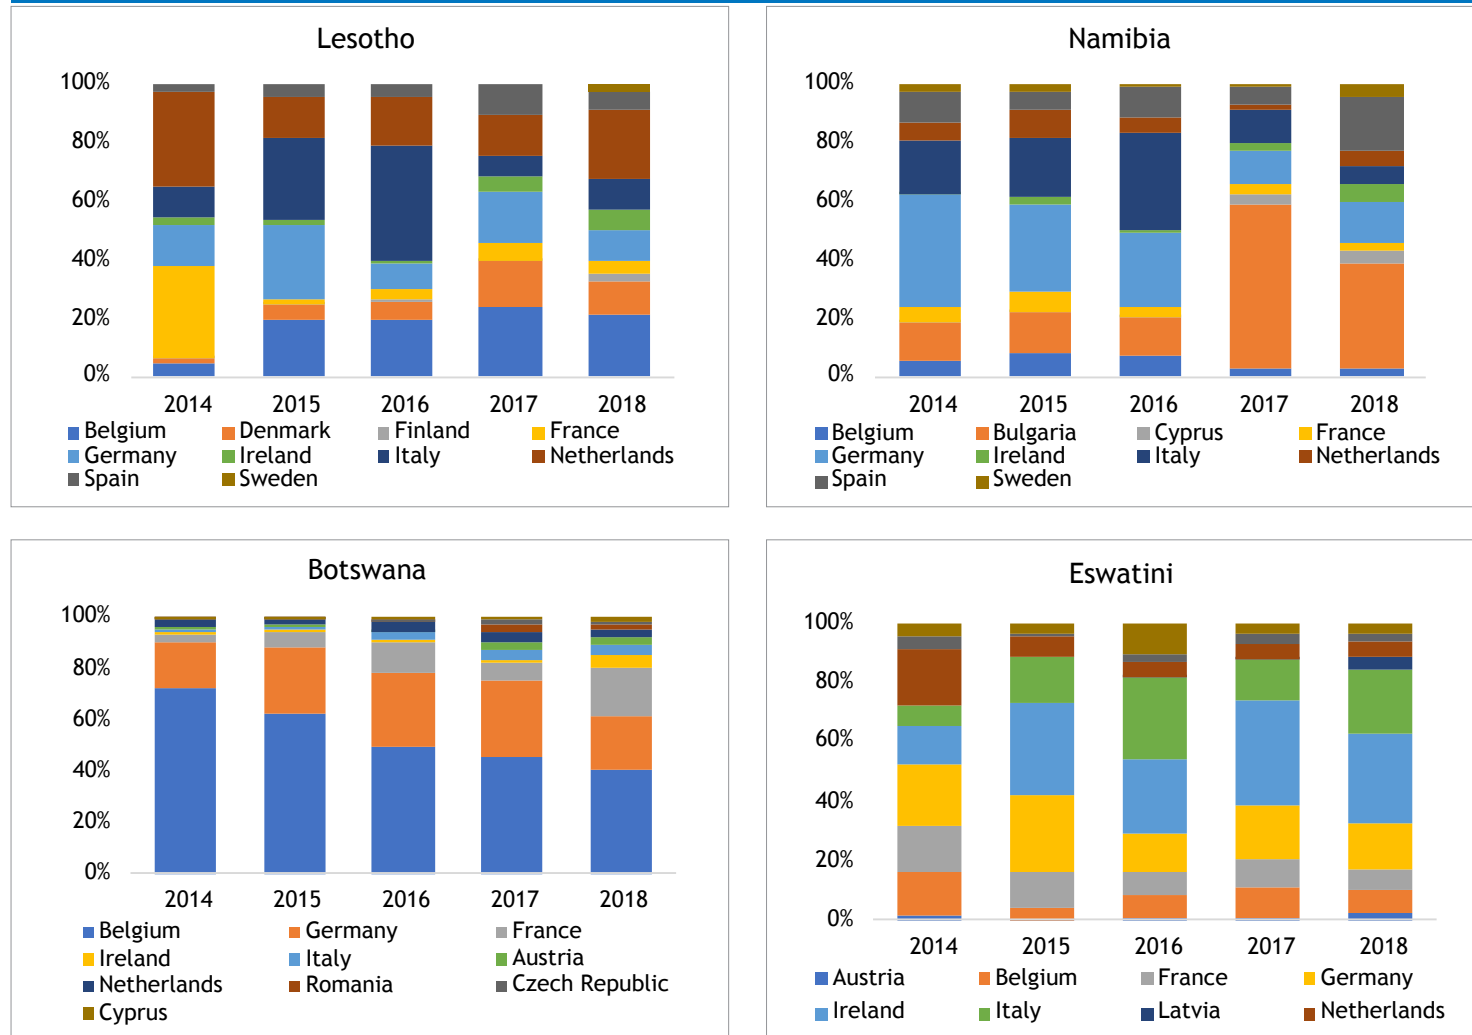 Lesotho
100%
80%
60%
40%
20%
0%
2014 2015 2016 2017 2018
Belgium Denmark Finland France
Germany Ireland Italy Netherlands
Spain Sweden
Namibia
100%
80%
60%
40%
20%
0%
2014 2015 2016 2017 2018
Belgium Bulgaria Cyprus France
Germany Ireland Italy Netherlands
Spain Sweden
Botswana
100%
80%
60%
40%
20%
0%
2014 2015 2016 2017 2018
Belgium Germany France
Ireland Italy Austria
Netherlands Romania Czech Republic
Cyprus
Eswatini
100%
80%
60%
40%
20%
0%
2014 2015 2016 2017 2018
Austria Belgium France Germany
Ireland Italy Latvia Netherlands